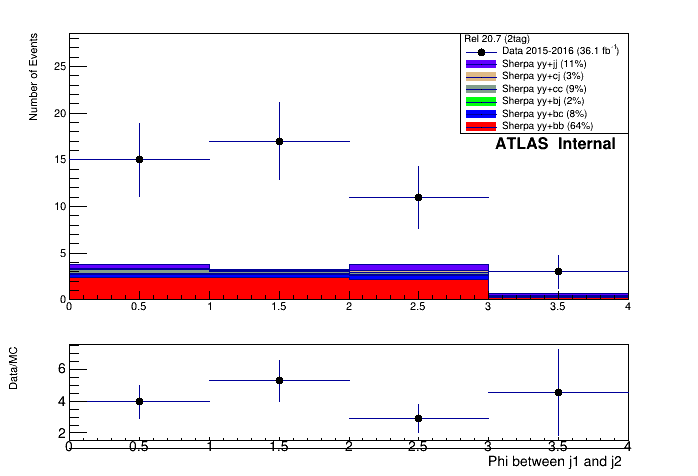 Rel 20.7 (2tag)
Data 2015-2016 (36.1 fb⁻¹)
Sherpa yy+jj (11%)
Sherpa yy+cj (3%)
Sherpa yy+cc (9%)
Sherpa yy+bj (2%)
Sherpa yy+bc (8%)
Sherpa yy+bb (64%)
ATLAS Internal
Number of Events
25
20
15
10
5
0
0 0.5 1 1.5 2 2.5 3 3.5 4
Data/MC
6
4
2
0 0.5 1 1.5 2 2.5 3 3.5 4
Phi between j1 and j2